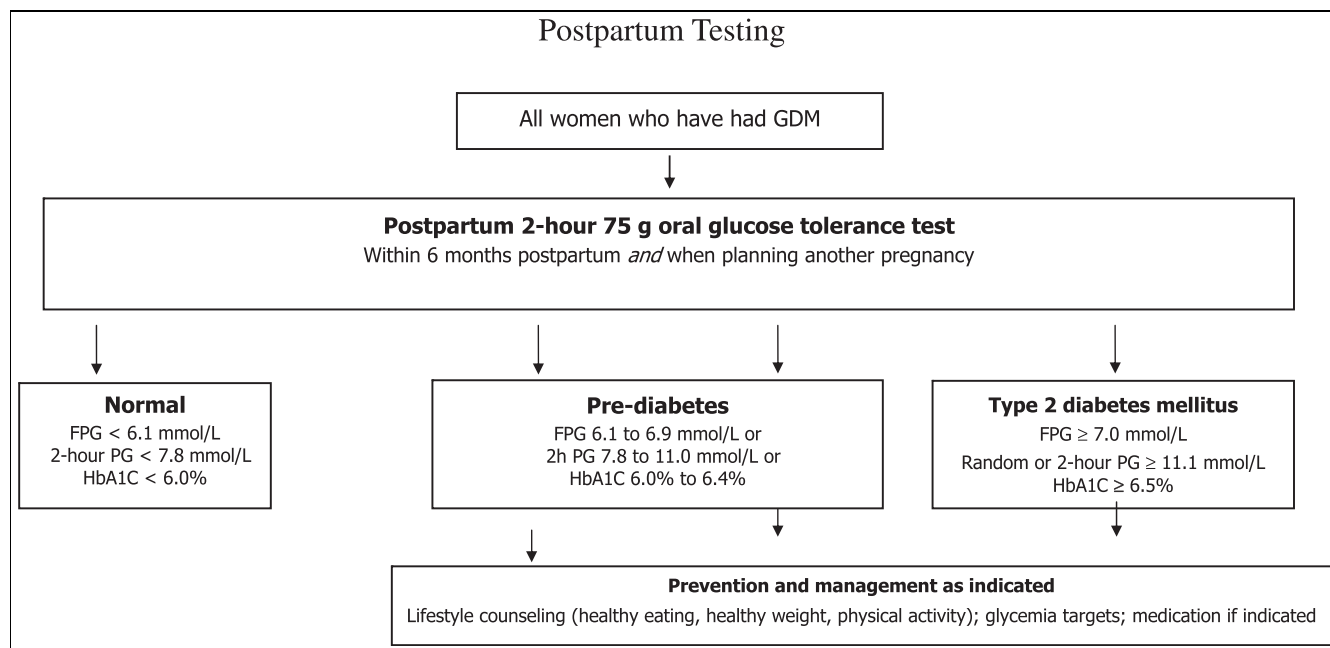 Postpartum Testing
All women who have had GDM
Postpartum 2-hour 75 g oral glucose tolerance test
Within 6 months postpartum and when planning another pregnancy
Normal
FPG < 6.1 mmol/L
2-hour PG < 7.8 mmol/L
HbA1C < 6.0%
Pre-diabetes
FPG 6.1 to 6.9 mmol/L or
2h PG 7.8 to 11.0 mmol/L or
HbA1C 6.0% to 6.4%
Type 2 diabetes mellitus
FPG ≥ 7.0 mmol/L
Random or 2-hour PG ≥ 11.1 mmol/L
HbA1C ≥ 6.5%
Prevention and management as indicated
Lifestyle counseling (healthy eating, healthy weight, physical activity); glycemia targets; medication if indicated